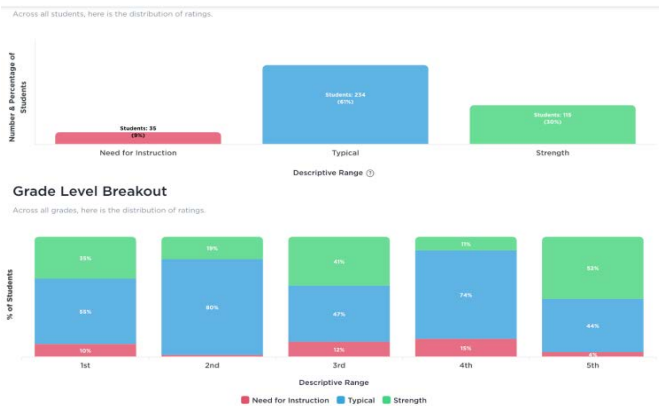 Across all students, here is the distribution of ratings.
Number & Percentage of
Students
Students: 35
(9%)
Students: 234
(61%)
Students: 115
(30%)
Need for Instruction
Typical
Strength
Descriptive Range ?
Grade Level Breakout
Across all grades, here is the distribution of ratings.
% of Students
35%
19%
41%
11%
52%
55%
80%
47%
74%
44%
10%
12%
15%
4%
1st
2nd
3rd
4th
5th
Descriptive Range
Need for Instruction Typical Strength